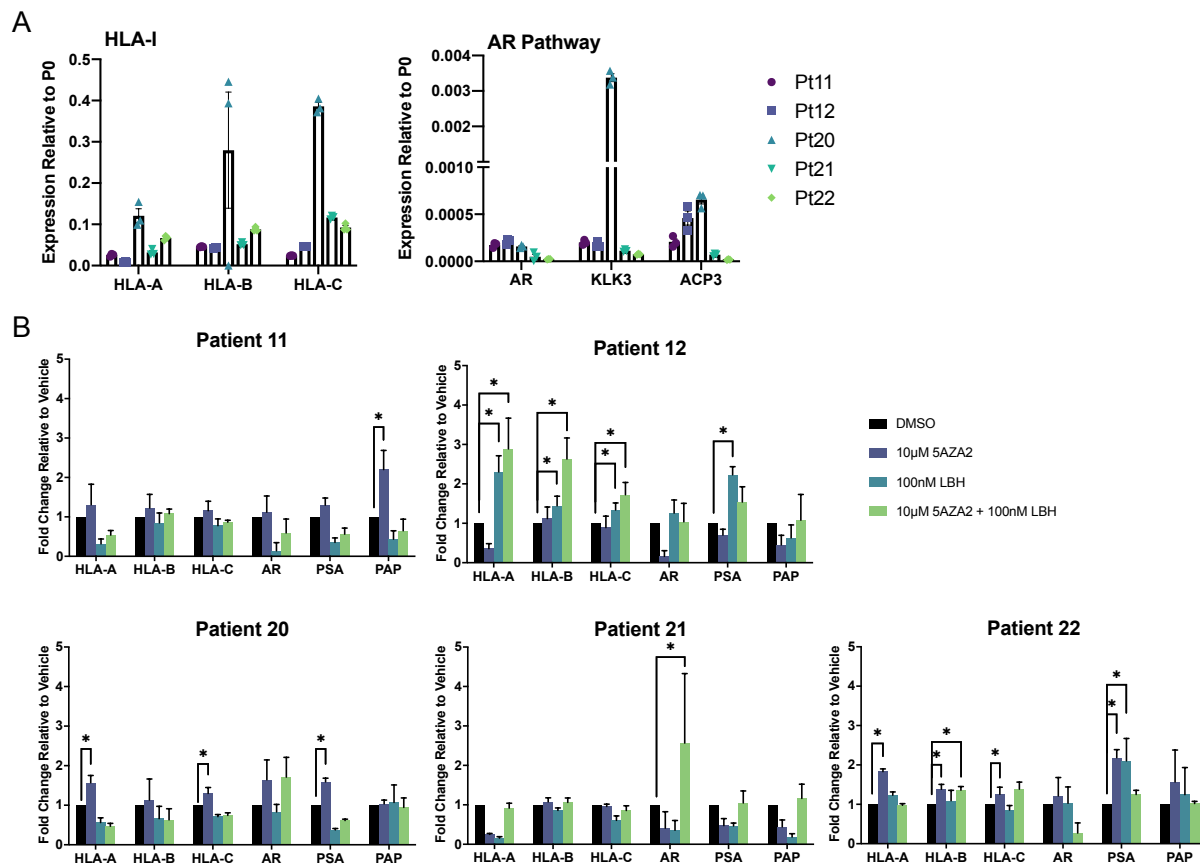 A
HLA-I
AR Pathway
Expression Relative to P0
0.5
0.4
0.3
0.2
0.1
0.0
HLA-A HLA-B HLA-C
Expression Relative to P0
0.004
0.003
0.002
0.0010
0.0005
0.0000
AR KLK3 ACP3
Pt11
Pt12
Pt20
Pt21
Pt22
B
Patient 11
Fold Change Relative to Vehicle
5
4
3
2
1
0
*
HLA-A HLA-B HLA-C AR PSA PAP
Patient 12
Fold Change Relative to Vehicle
5
4
3
2
1
0
* * * * * * *
HLA-A HLA-B HLA-C AR PSA PAP
DMSO
10µM 5AZA2
100nM LBH
10µM 5AZA2 + 100nM LBH
Patient 20
Fold Change Relative to Vehicle
5
4
3
2
1
0
* * *
HLA-A HLA-B HLA-C AR PSA PAP
Patient 21
Fold Change Relative to Vehicle
5
4
3
2
1
0
*
HLA-A HLA-B HLA-C AR PSA PAP
Patient 22
Fold Change Relative to Vehicle
5
4
3
2
1
0
* * * * * *
HLA-A HLA-B HLA-C AR PSA PAP